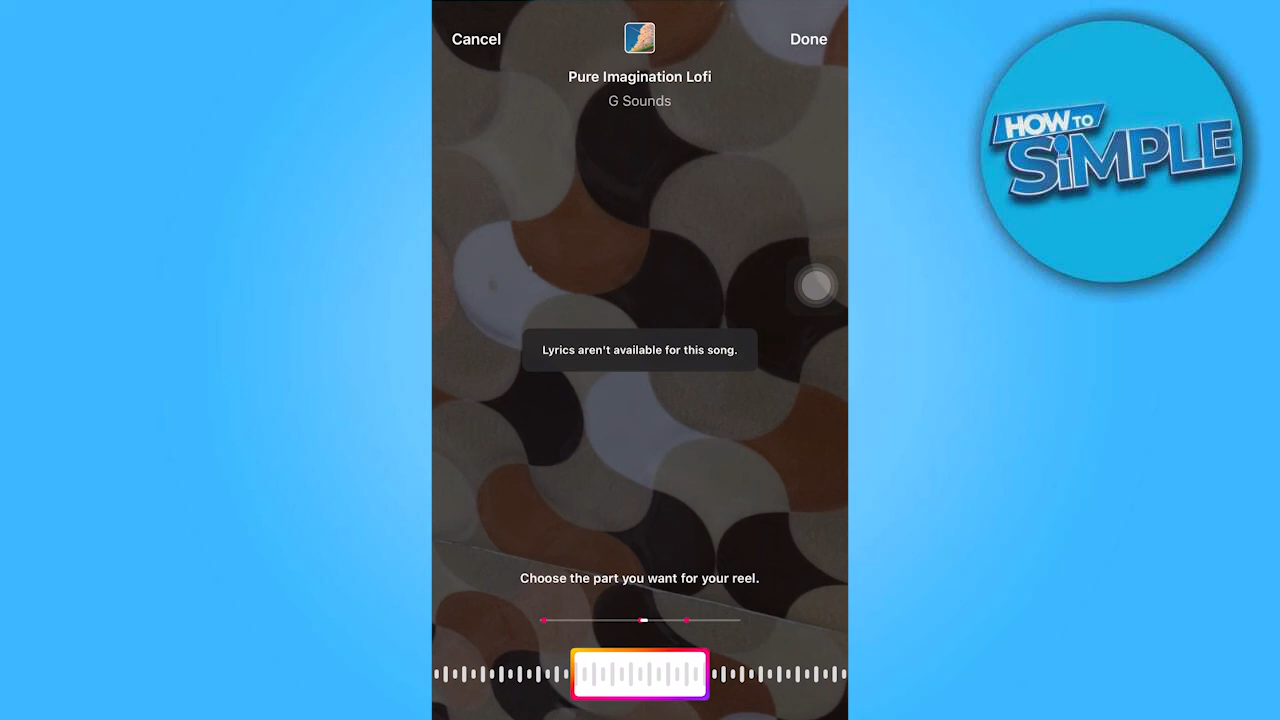 Cancel
Done
Pure Imagination Lofi
G Sounds
HOW TO
SiMPLE
Lyrics aren't available for this song.
Choose the part you want for your reel.